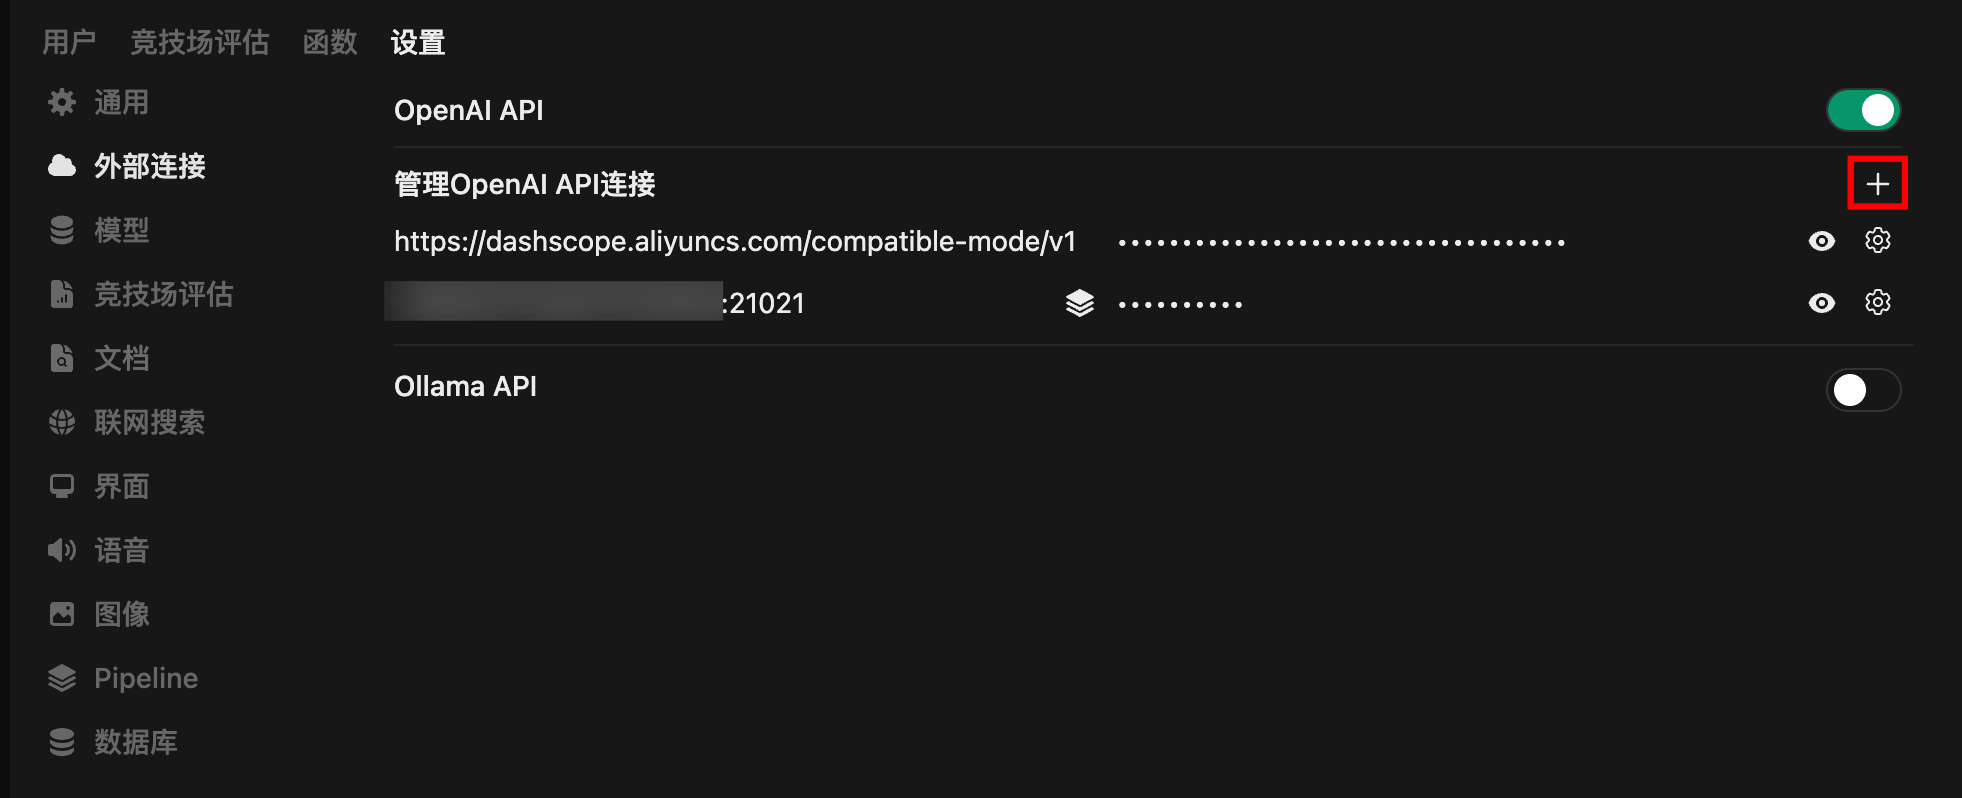 用户 竞技场评估 函数 设置
通用
外部连接
模型
竞技场评估
文档
联网搜索
界面
语音
图像
Pipeline
数据库
OpenAI API
管理OpenAI API连接
https://dashscope.aliyuncs.com/compatible-mode/v1 •••••••••••••••••••••••••••••••••••
:21021 ••••••••••
Ollama API